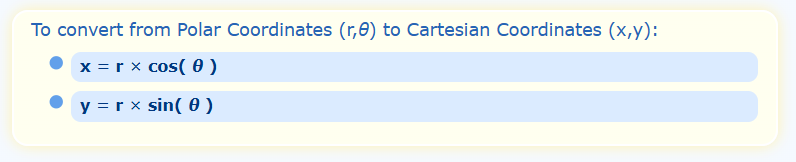 To convert from Polar Coordinates (r,θ) to Cartesian Coordinates (x,y):
x = r × cos( θ )
y = r × sin( θ )